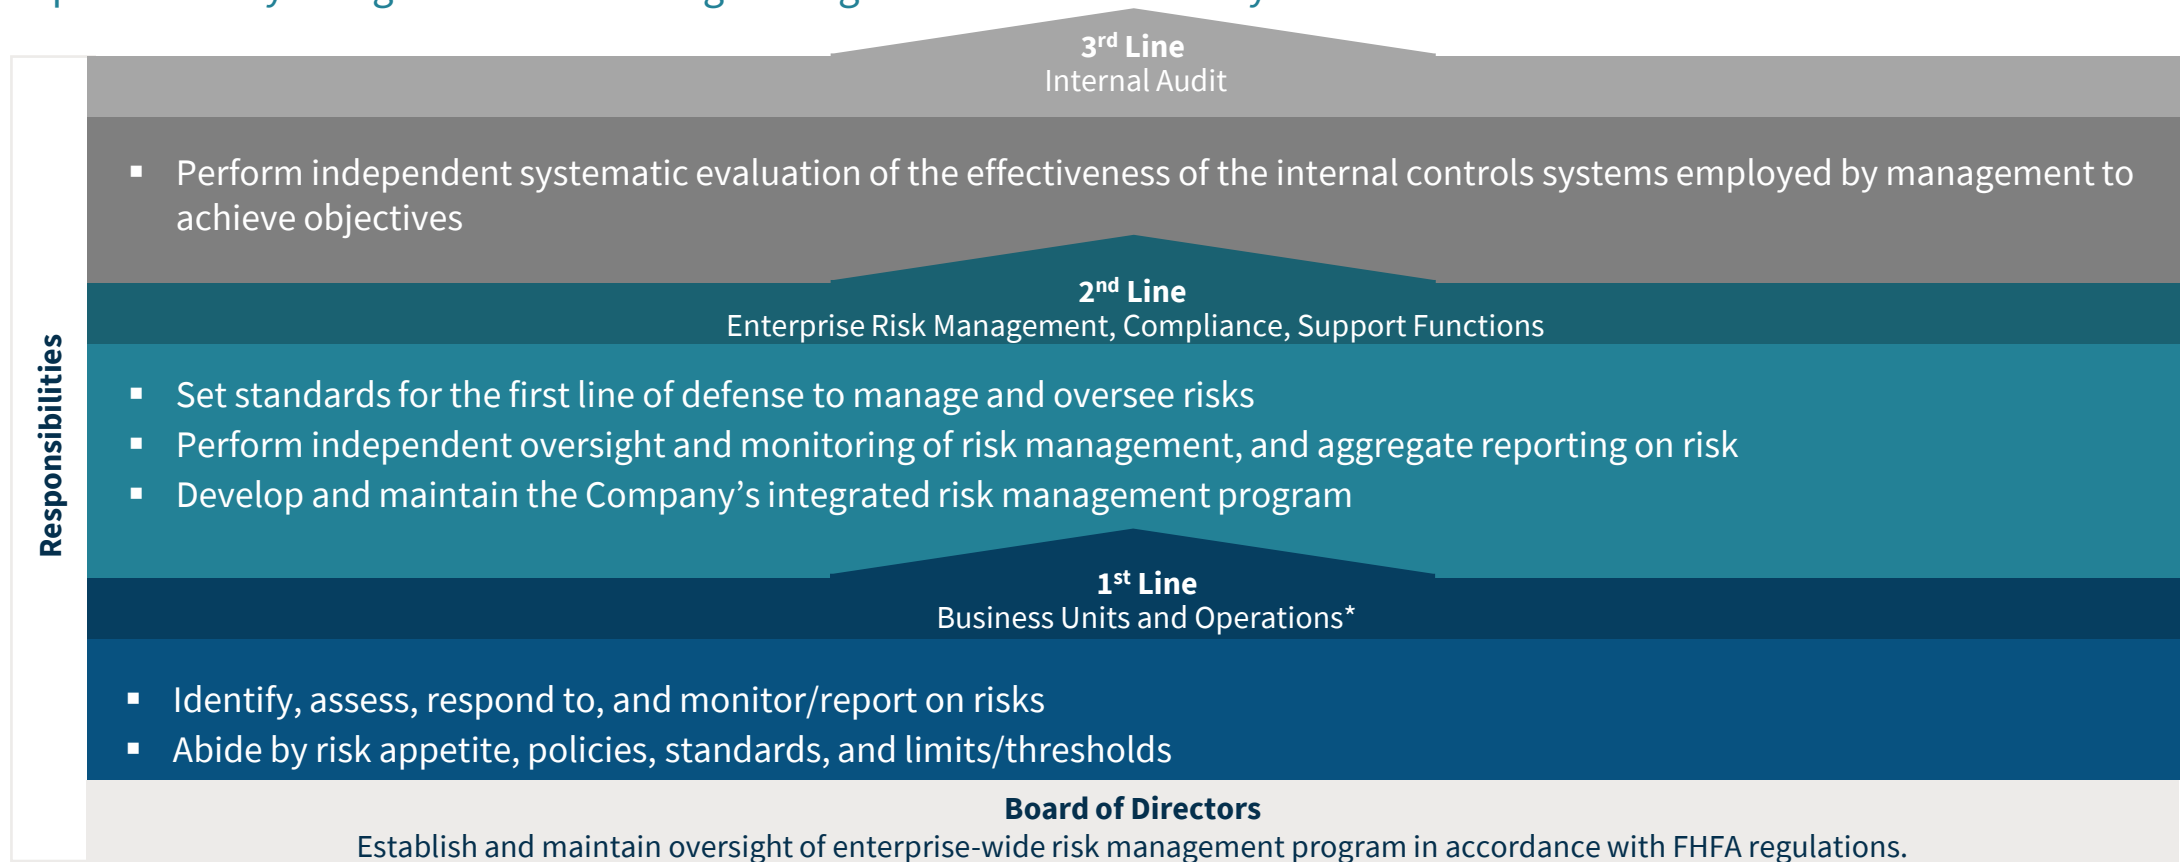 3rd Line
Internal Audit
▪ Perform independent systematic evaluation of the effectiveness of the internal controls systems employed by management to
achieve objectives
2nd Line
Enterprise Risk Management, Compliance, Support Functions
Responsibilities
▪ Set standards for the first line of defense to manage and oversee risks
▪ Perform independent oversight and monitoring of risk management, and aggregate reporting on risk
▪ Develop and maintain the Company’s integrated risk management program
1st Line
Business Units and Operations*
▪ Identify, assess, respond to, and monitor/report on risks
▪ Abide by risk appetite, policies, standards, and limits/thresholds
Board of Directors
Establish and maintain oversight of enterprise-wide risk management program in accordance with FHFA regulations.